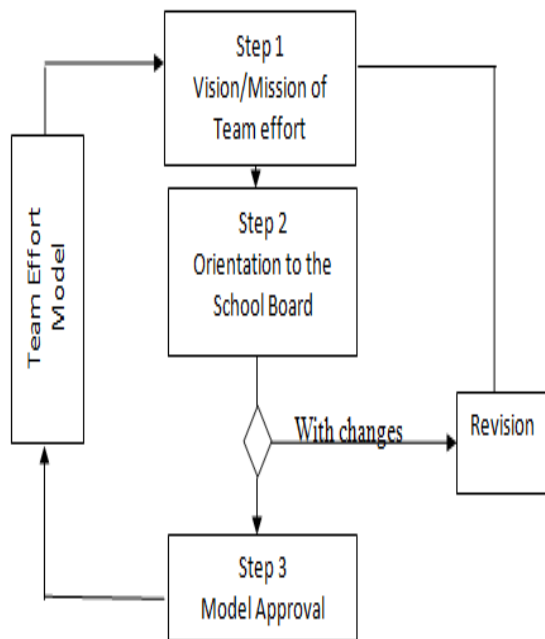 Step 1
Vision/Mission of
Team effort
Team Effort
Model
Step 2
Orientation to the
School Board
With changes
Revision
Step 3
Model Approval